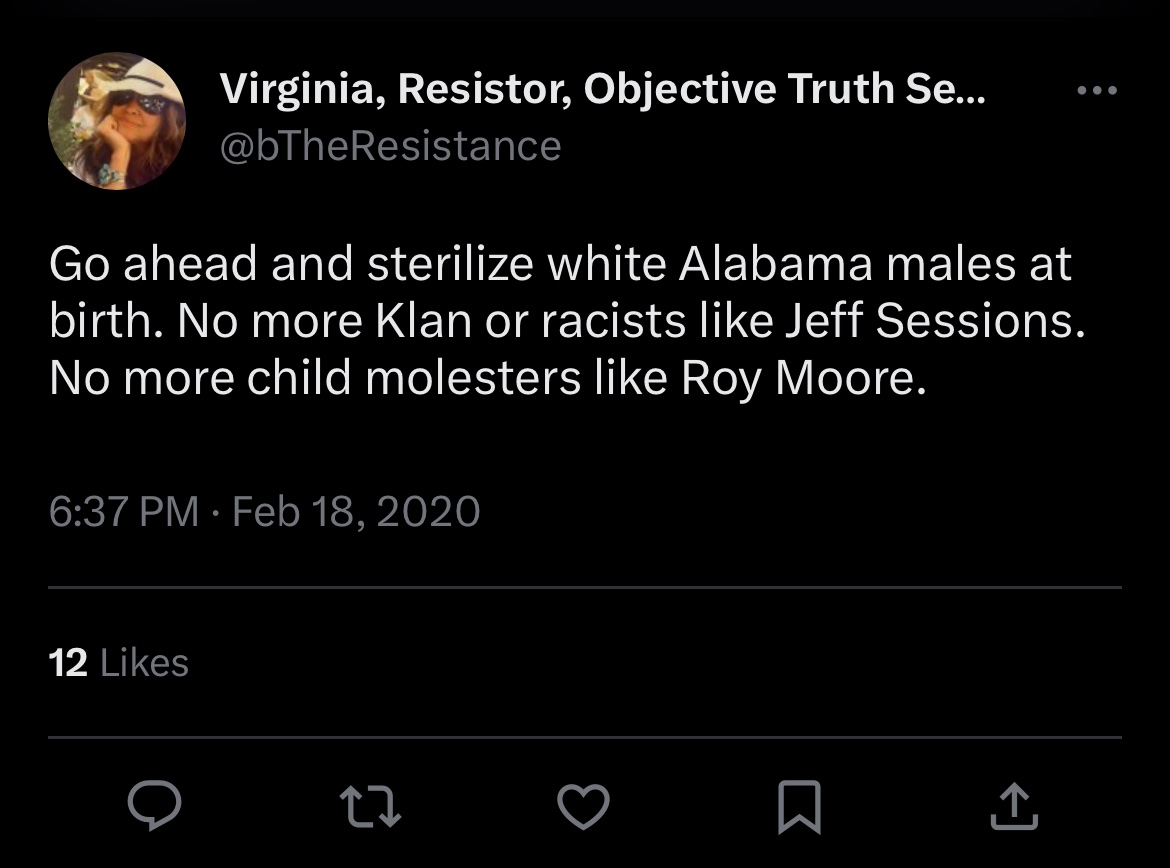 Virginia, Resistor, Objective Truth Se...
@bTheResistance
Go ahead and sterilize white Alabama males at
birth. No more Klan or racists like Jeff Sessions.
No more child molesters like Roy Moore.
6:37 PM · Feb 18, 2020
12 Likes